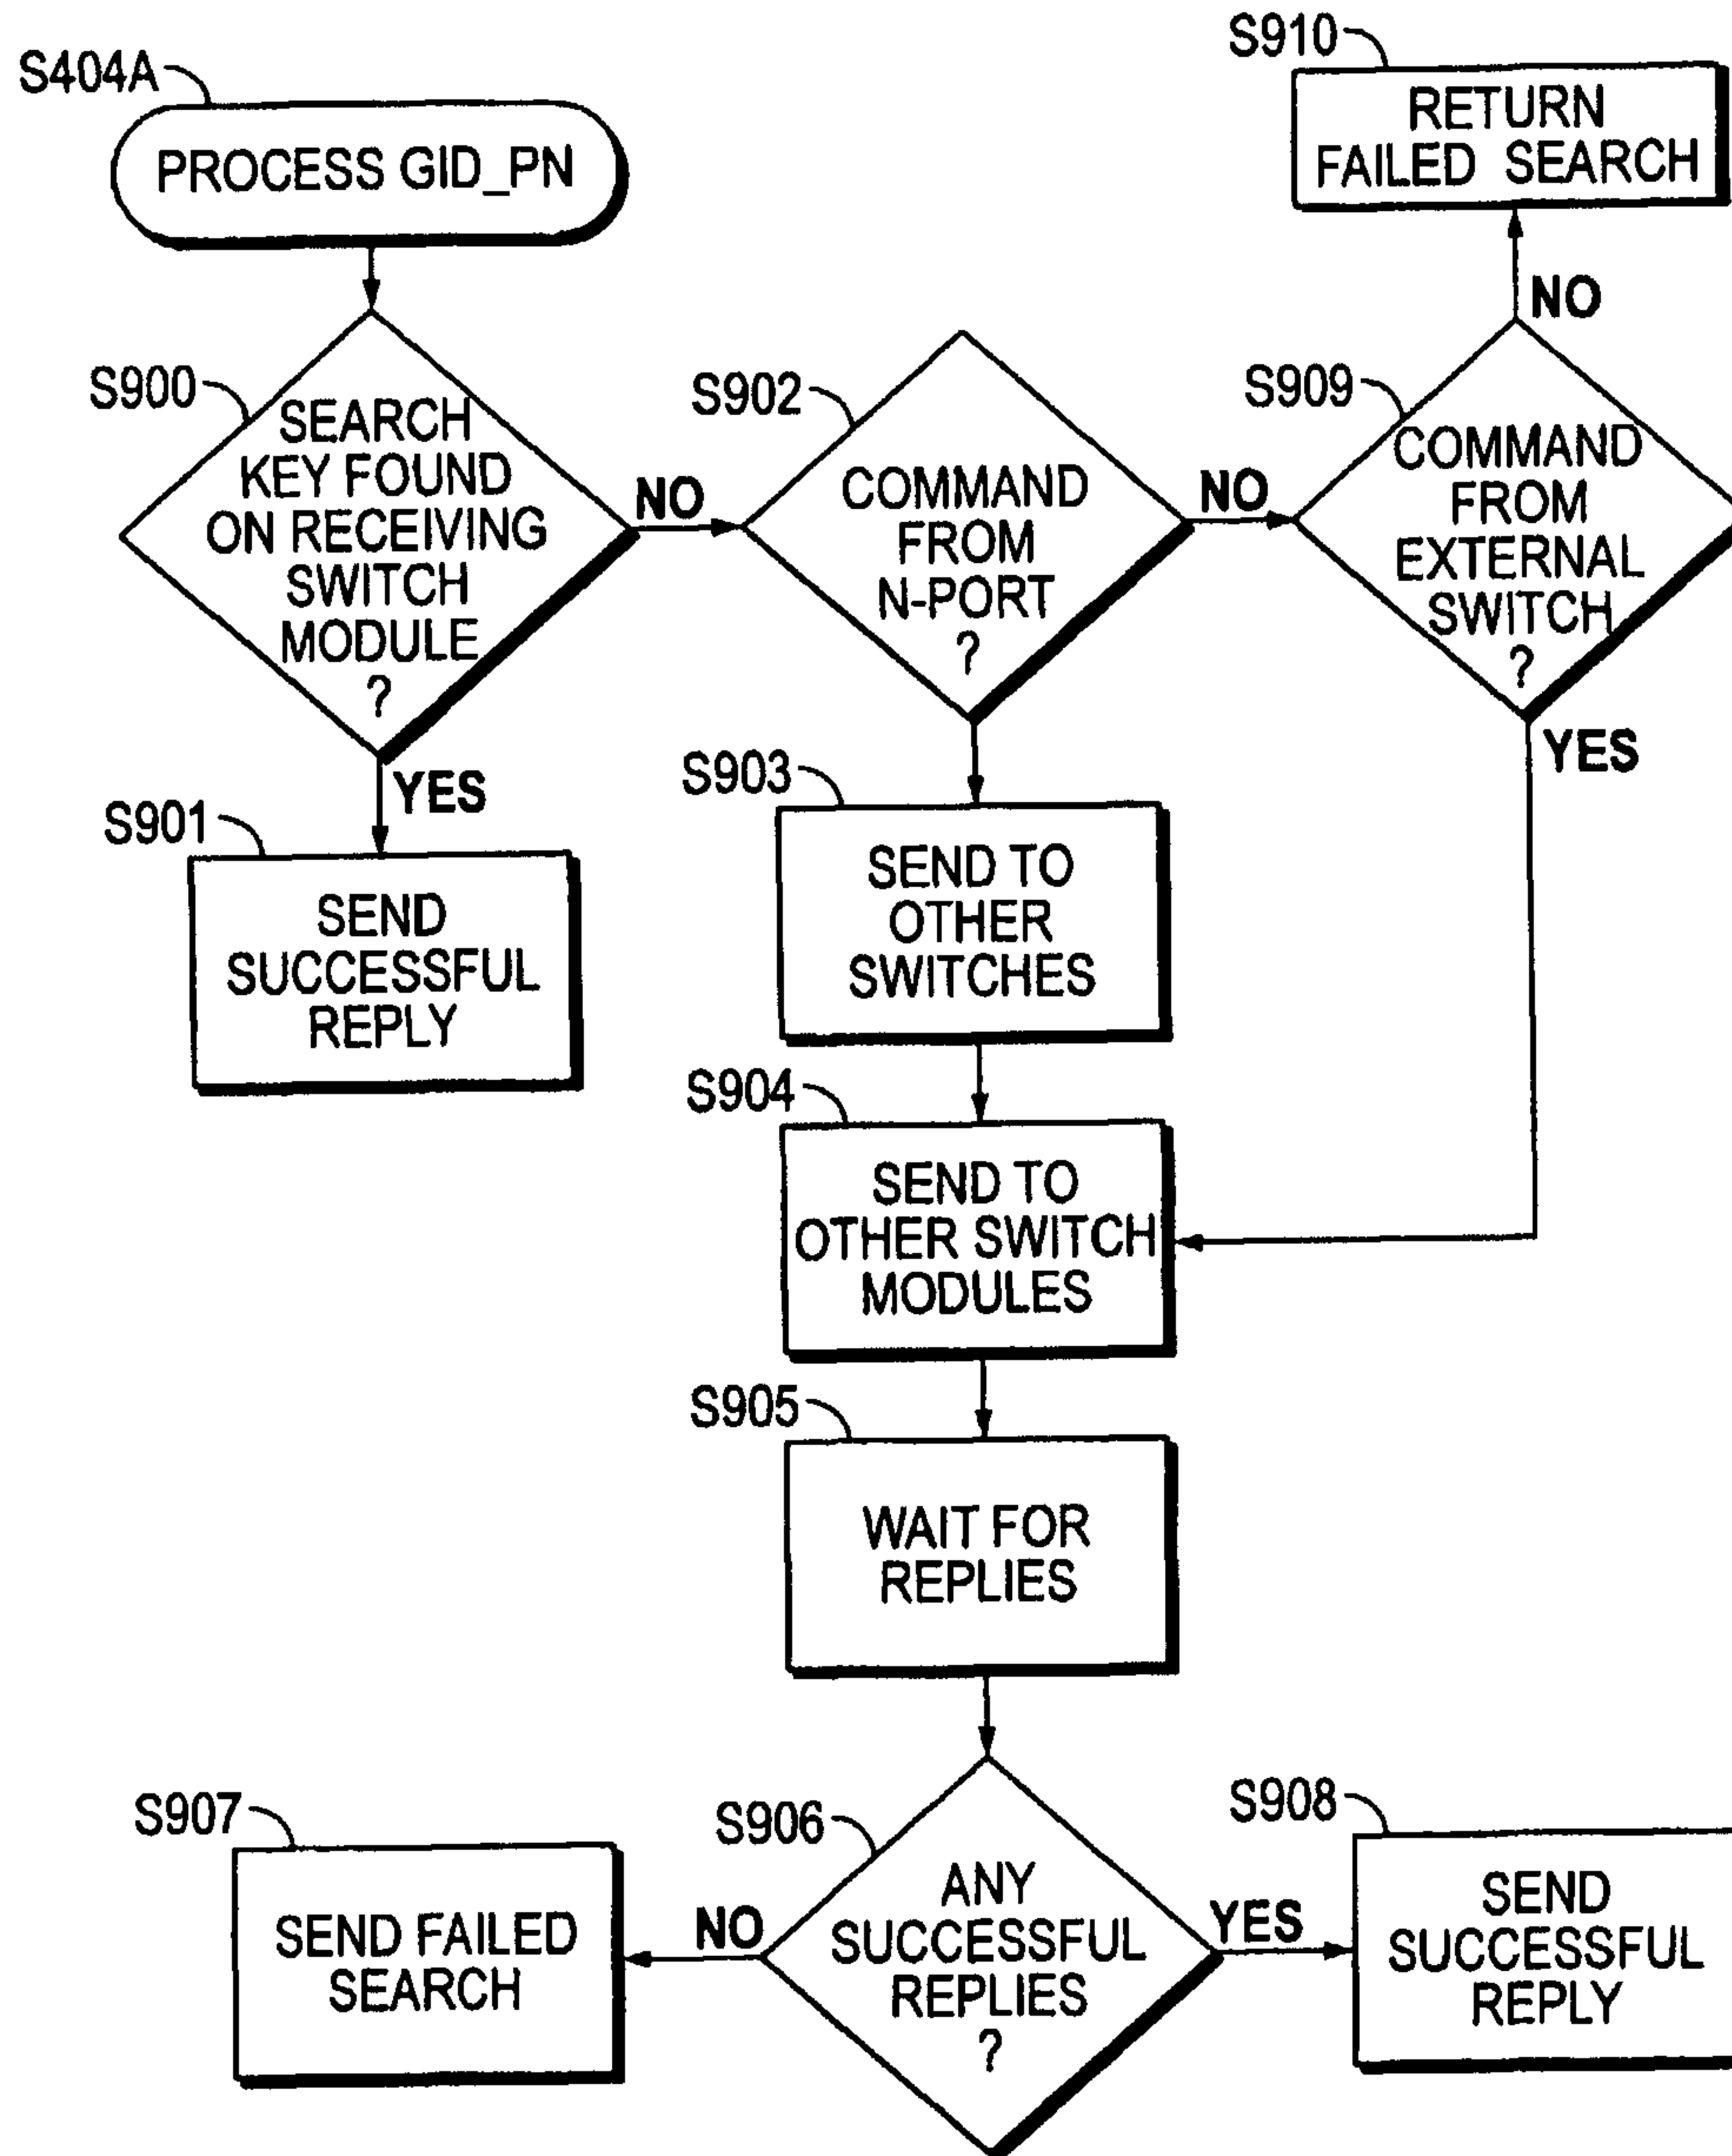 S404A
PROCESS GID_PN
S910
RETURN
FAILED SEARCH
NO
S900
SEARCH
KEY FOUND
ON RECEIVING
SWITCH
MODULE
?
NO
YES
S902
COMMAND
FROM
N-PORT
?
NO
S909
COMMAND
FROM
EXTERNAL
SWITCH
?
YES
S901
SEND
SUCCESSFUL
REPLY
S903
SEND TO
OTHER
SWITCHES
S904
SEND TO
OTHER SWITCH
MODULES
S905
WAIT FOR
REPLIES
S906
ANY
SUCCESSFUL
REPLIES
?
NO
YES
S907
SEND FAILED
SEARCH
S908
SEND
SUCCESSFUL
REPLY